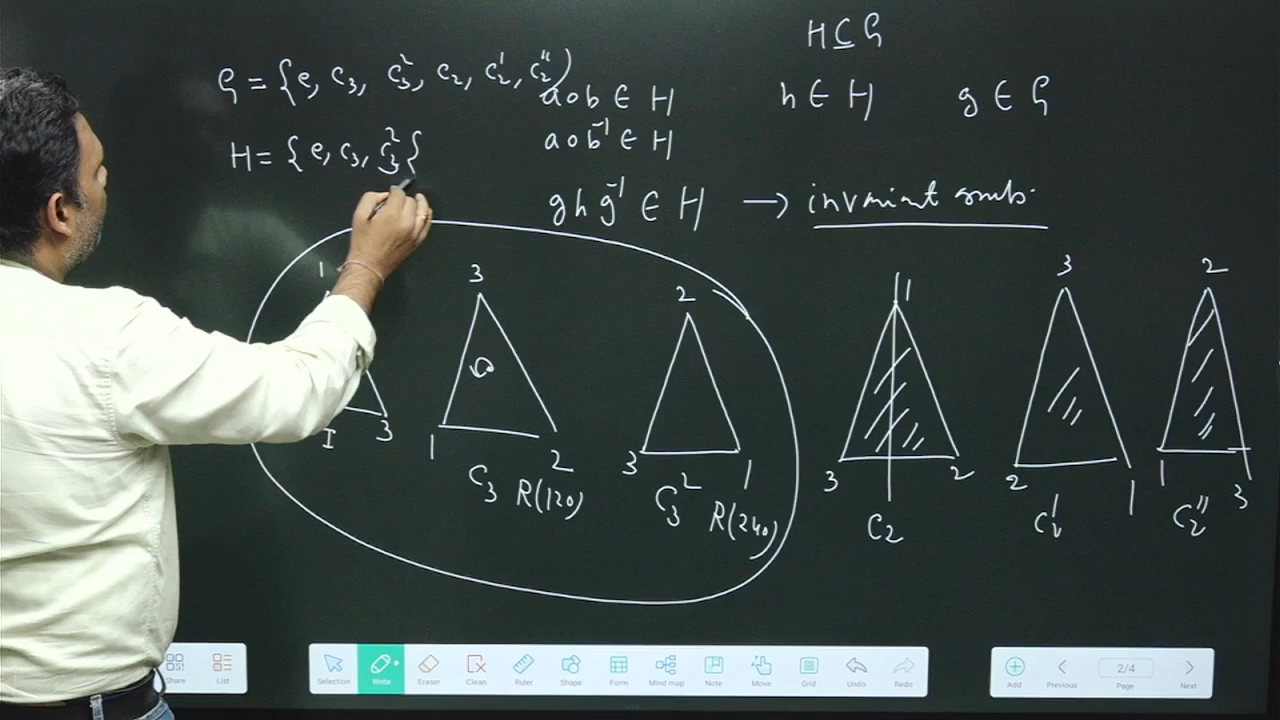 H ⊆ G
G = {e, c₃, c₃², c₂, c₂', c₂'')
a o b ∈ H
h ∈ H
g ∈ G
H = {e, c₃, c₃²{
a o b⁻¹ ∈ H
g h g⁻¹ ∈ H → invariant sub.
1
3
I
3
1
2
C₃ R(120)
2
3
1
C₃² R(240)
1
3
2
C₂
3
2
1
C₂'
2
1
3
C₂''
Share
List
Selection
Write
Eraser
Clean
Ruler
Shape
Form
Mind map
Note
Move
Grid
Undo
Redo
Add
Previous
2/4
Page
Next